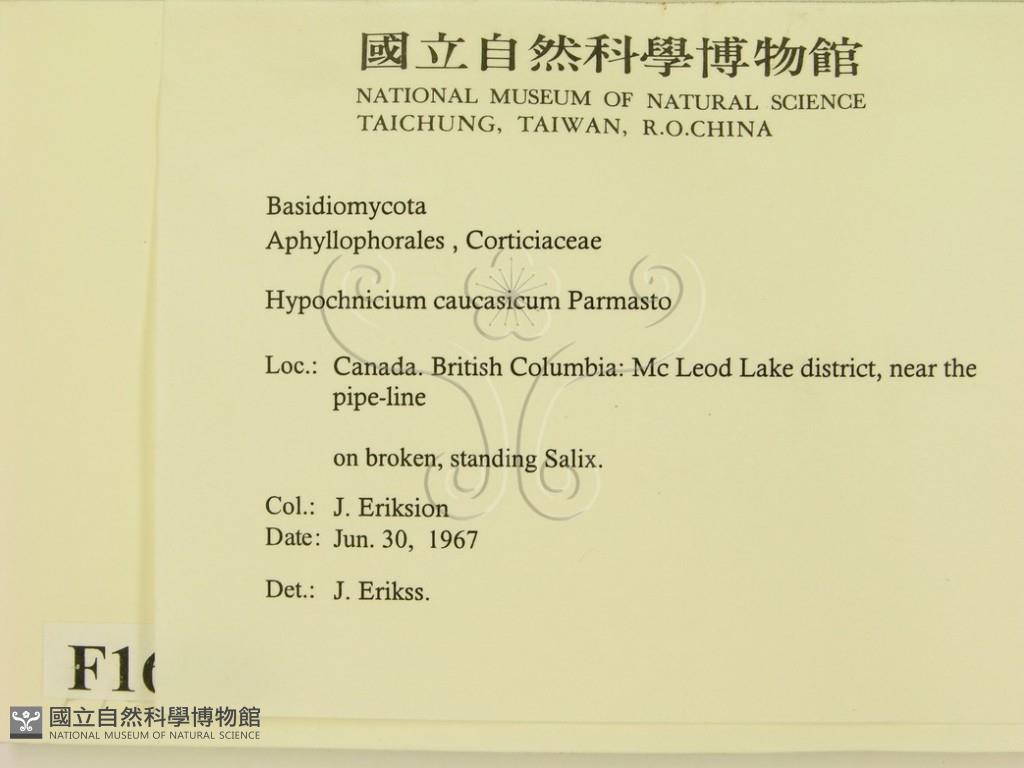 國立自然科學博物館
NATIONAL MUSEUM OF NATURAL SCIENCE
TAICHUNG, TAIWAN, R.O.CHINA
Basidiomycota
Aphyllophorales , Corticiaceae
Hypochnicium caucasicum Parmasto
Loc.: Canada. British Columbia: Mc Leod Lake district, near the
pipe-line
on broken, standing Salix.
Col.: J. Eriksion
Date: Jun. 30, 1967
Det.: J. Erikss.
國立自然科學博物館
NATIONAL MUSEUM OF NATURAL SCIENCE